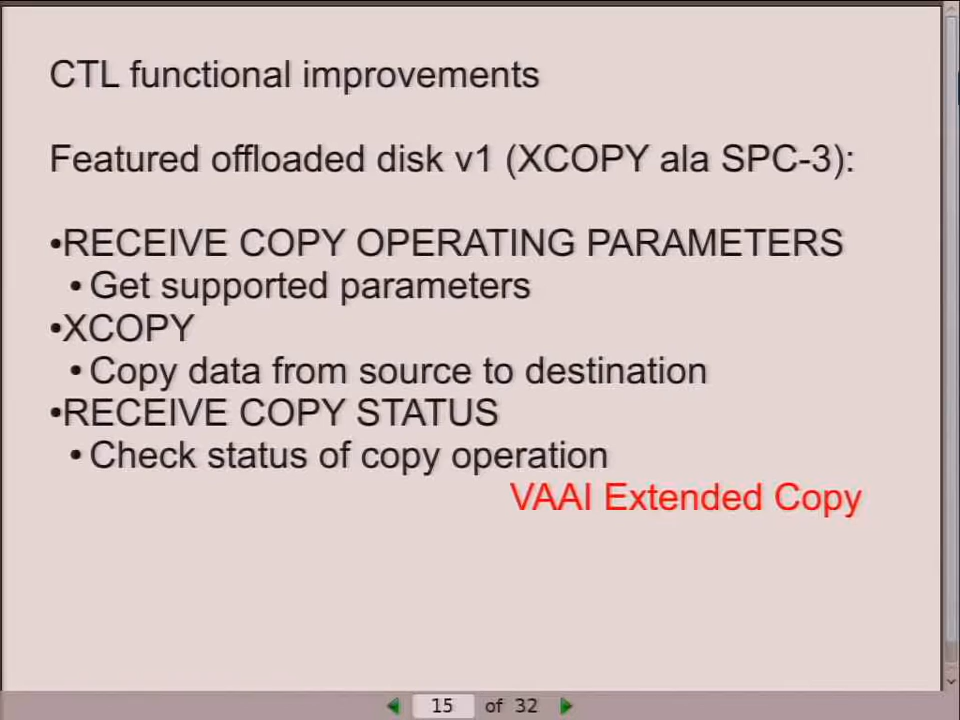 CTL functional improvements
Featured offloaded disk v1 (XCOPY ala SPC-3):
•RECEIVE COPY OPERATING PARAMETERS
• Get supported parameters
•XCOPY
• Copy data from source to destination
•RECEIVE COPY STATUS
• Check status of copy operation
VAAI Extended Copy
15 of 32